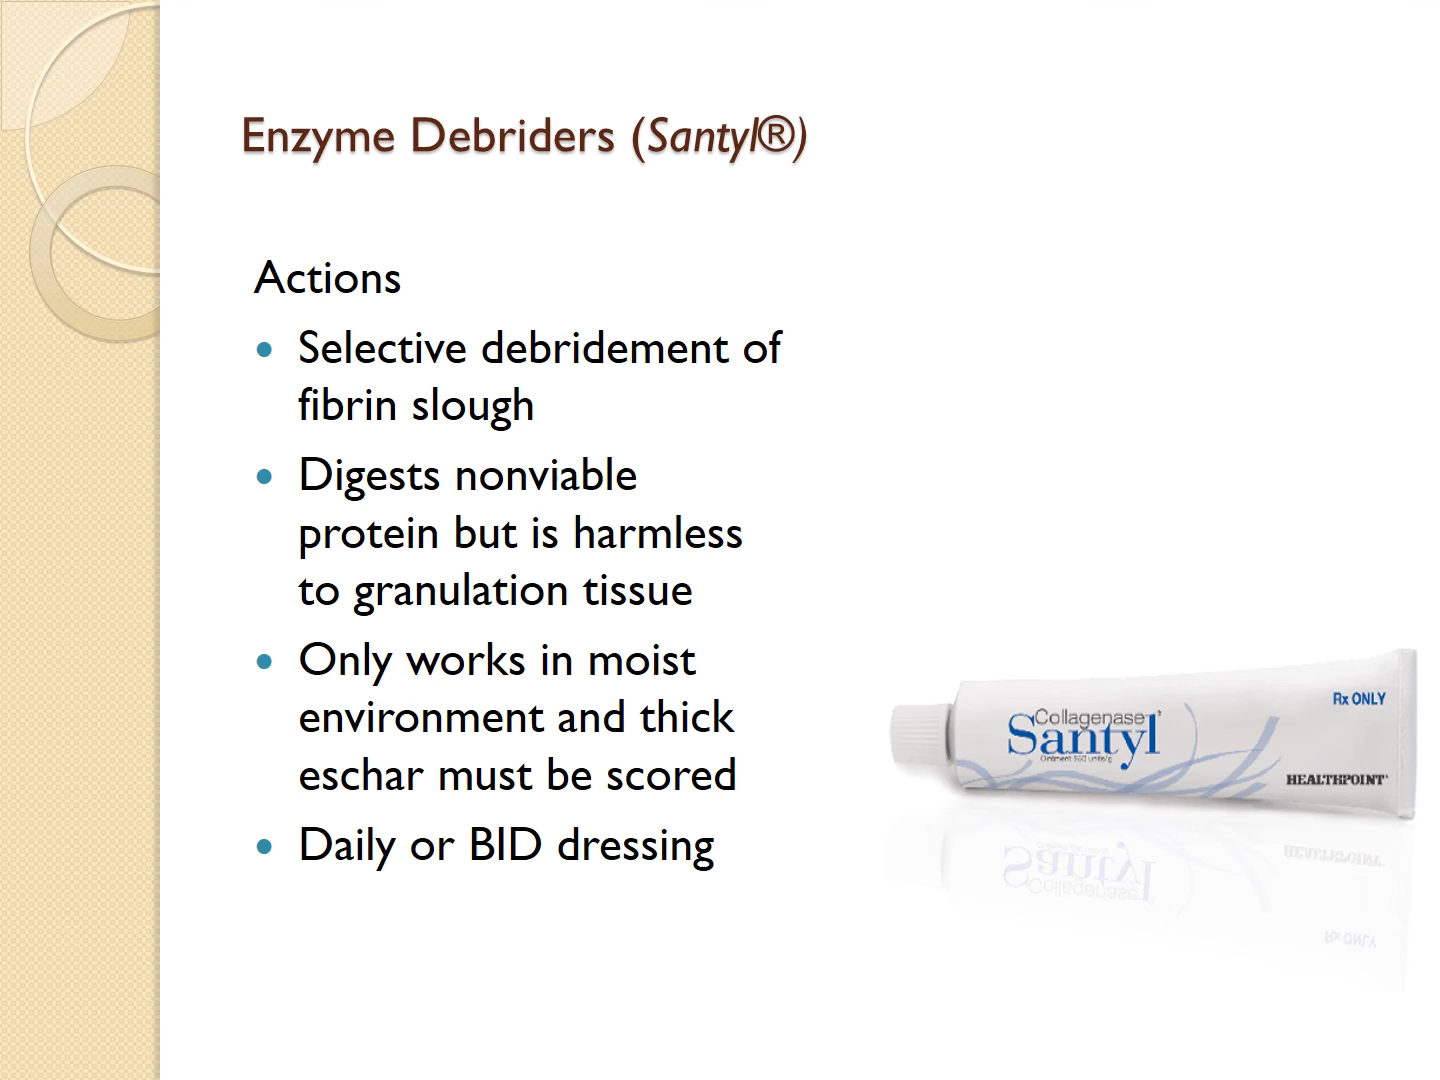 Enzyme Debriders (Santyl®)
Actions
• Selective debridement of
fibrin slough
• Digests nonviable
protein but is harmless
to granulation tissue
• Only works in moist
environment and thick
eschar must be scored
• Daily or BID dressing
Rx ONLY
Collagenase
Santyl
Ointment
HEALTHPOINT